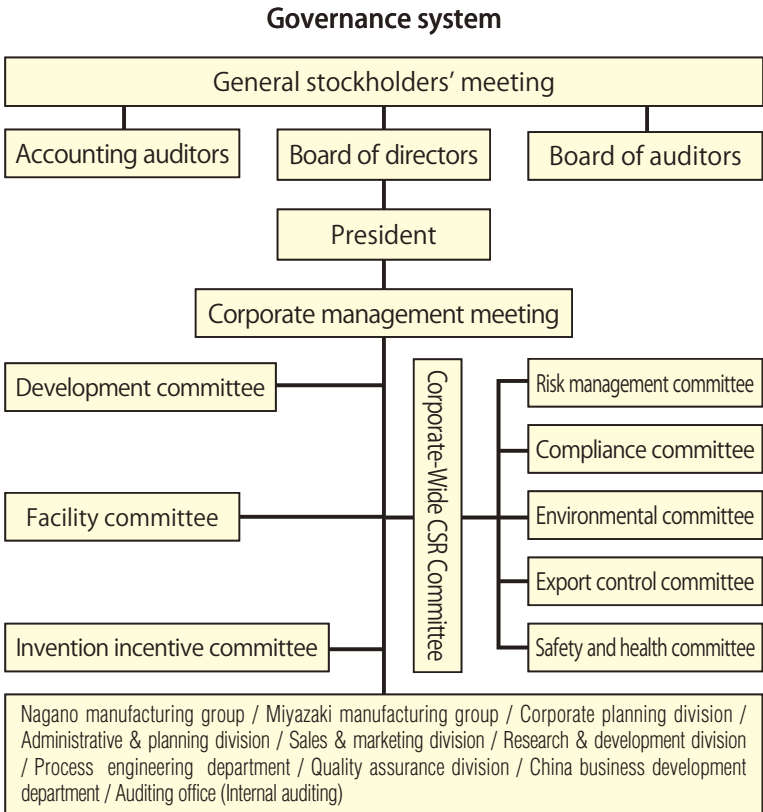 Governance system
General stockholders’ meeting
Accounting auditors
Board of directors
Board of auditors
President
Corporate management meeting
Development committee
Facility committee
Invention incentive committee
Corporate-Wide CSR Committee
Risk management committee
Compliance committee
Environmental committee
Export control committee
Safety and health committee
Nagano manufacturing group / Miyazaki manufacturing group / Corporate planning division /
Administrative & planning division / Sales & marketing division / Research & development division
/ Process engineering department / Quality assurance division / China business development
department / Auditing office (Internal auditing)